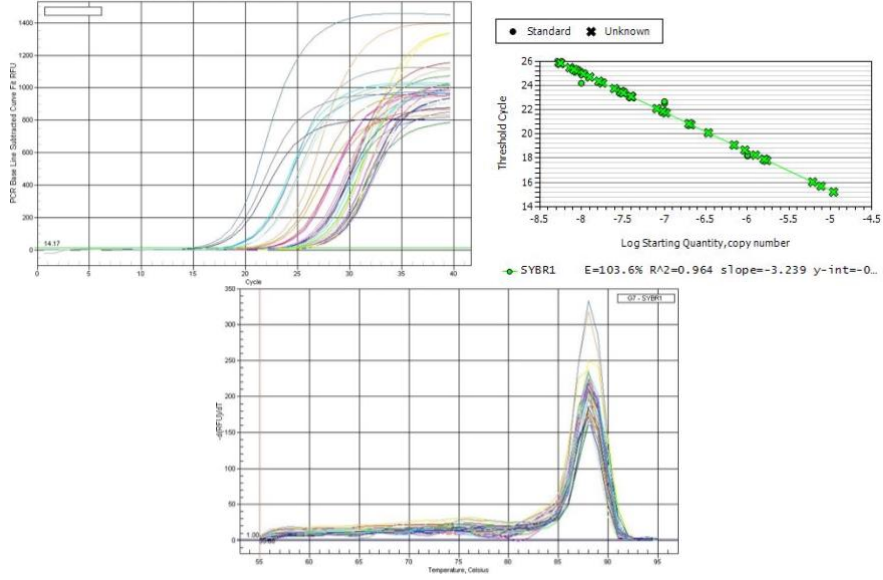 1400
1200
1000
800
600
400
200
0
PCR Base Line Subtracted Curve Fit RFU
14.17
0 5 10 15 20 25 30 35 40
Cycle
Standard Unknown
26
24
22
20
18
16
14
Threshold Cycle
-8.5 -8 -7.5 -7 -6.5 -6 -5.5 -5 -4.5
Log Starting Quantity, copy number
SYBR1 E=103.6% R^2=0.964 slope=-3.239 y-int=-0…
G7 - SYBR1
350
300
250
200
150
100
50
0
-d(RFU)/dT
1.00
55 60 65 70 75 80 85 90 95
Temperature, Celsius